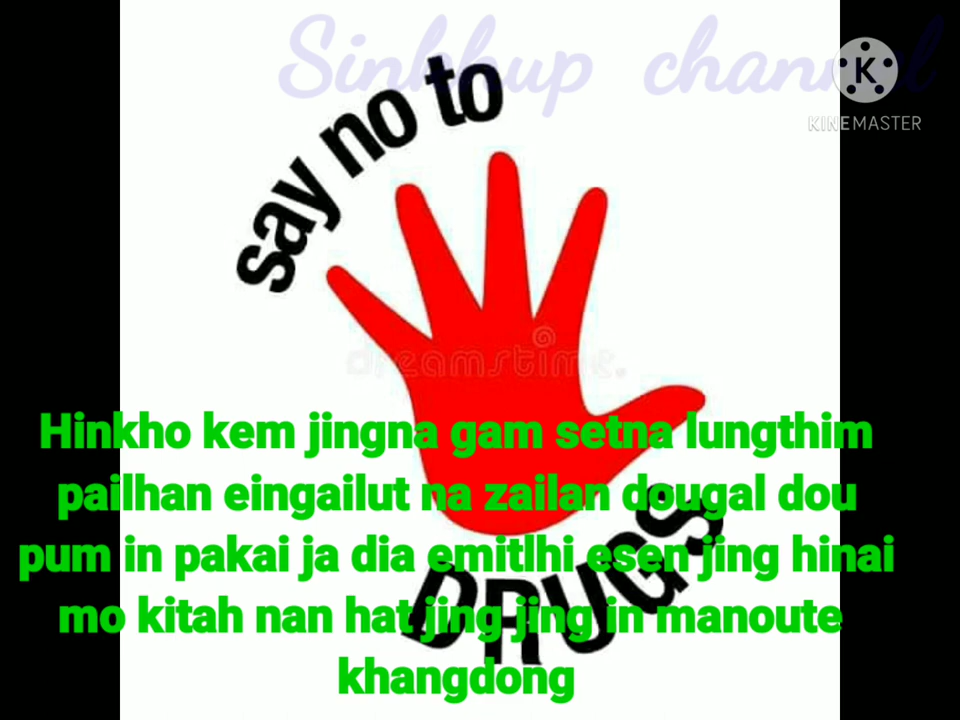 Sinkhup channel
KINEMASTER
say no to
dreamstime.
DRUGS
Hinkho kem jingna gam setna lungthim
pailhan eingailut na zailan dougal dou
pum in pakai ja dia emitlhi esen jing hinai
mo kitah nan hat jing jing in manoute
khangdong